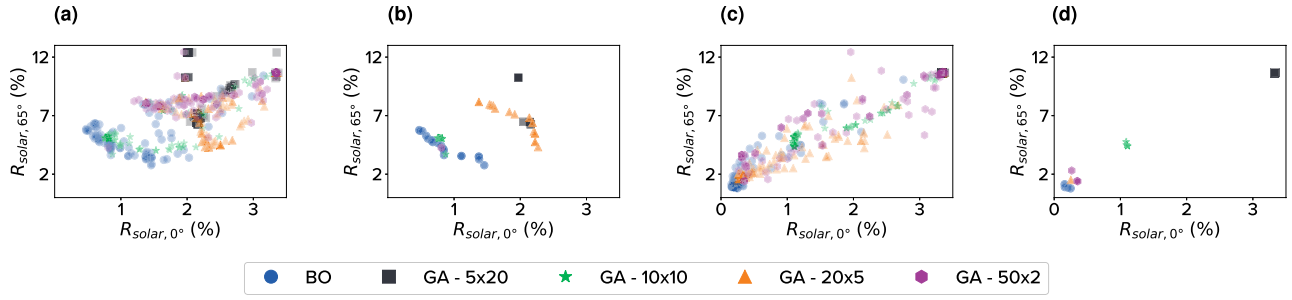 (a) (b) (c) (d)
12 12 12 12
7 7 7 7
2 2 2 2
R_solar, 65° (%) R_solar, 65° (%) R_solar, 65° (%) R_solar, 65° (%)
1 2 3 1 2 3 0 1 2 3 0 1 2 3
R_solar, 0° (%) R_solar, 0° (%) R_solar, 0° (%) R_solar, 0° (%)
BO GA - 5x20 GA - 10x10 GA - 20x5 GA - 50x2